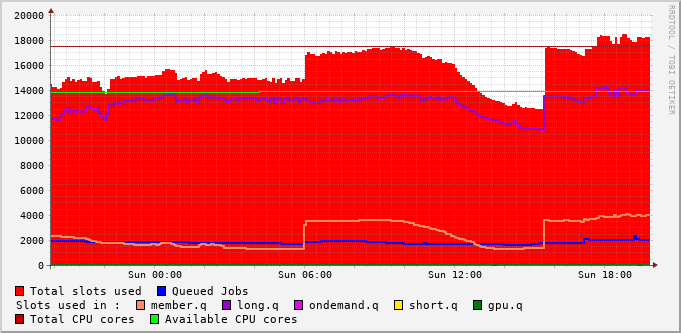 20000
18000
16000
14000
12000
10000
8000
6000
4000
2000
0
Sun 00:00 Sun 06:00 Sun 12:00 Sun 18:00
RRDTOOL / TOBI OETIKER
Total slots used Queued Jobs
Slots used in : member.q long.q ondemand.q short.q gpu.q
Total CPU cores Available CPU cores